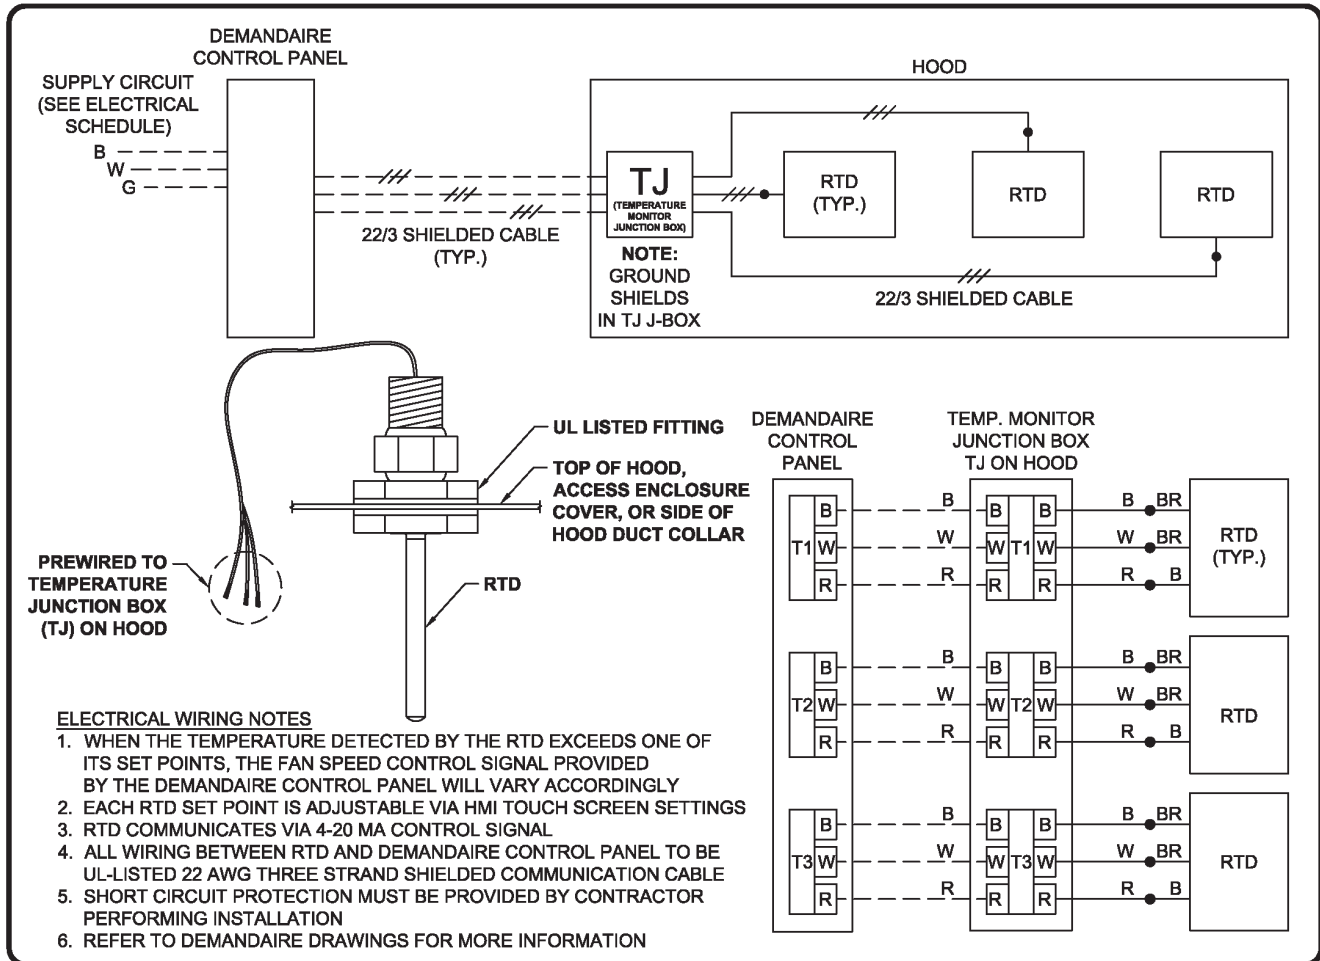 DEMANDAIRE
CONTROL PANEL
SUPPLY CIRCUIT
(SEE ELECTRICAL
SCHEDULE)
B
W
G
22/3 SHIELDED CABLE
(TYP.)
HOOD
TJ
(TEMPERATURE
MONITOR
JUNCTION BOX)
NOTE:
GROUND
SHIELDS
IN TJ J-BOX
RTD
(TYP.)
RTD
RTD
22/3 SHIELDED CABLE
UL LISTED FITTING
TOP OF HOOD,
ACCESS ENCLOSURE
COVER, OR SIDE OF
HOOD DUCT COLLAR
RTD
PREWIRED TO
TEMPERATURE
JUNCTION BOX
(TJ) ON HOOD
DEMANDAIRE
CONTROL
PANEL
TEMP. MONITOR
JUNCTION BOX
TJ ON HOOD
T1
B B B B B BR
W W W T1 W W BR
R R R R R B
RTD
(TYP.)
T2
B B B B B BR
W W W T2 W W BR
R R R R R B
RTD
T3
B B B B B BR
W W W T3 W W BR
R R R R R B
RTD
ELECTRICAL WIRING NOTES
1. WHEN THE TEMPERATURE DETECTED BY THE RTD EXCEEDS ONE OF
ITS SET POINTS, THE FAN SPEED CONTROL SIGNAL PROVIDED
BY THE DEMANDAIRE CONTROL PANEL WILL VARY ACCORDINGLY
2. EACH RTD SET POINT IS ADJUSTABLE VIA HMI TOUCH SCREEN SETTINGS
3. RTD COMMUNICATES VIA 4-20 MA CONTROL SIGNAL
4. ALL WIRING BETWEEN RTD AND DEMANDAIRE CONTROL PANEL TO BE
UL-LISTED 22 AWG THREE STRAND SHIELDED COMMUNICATION CABLE
5. SHORT CIRCUIT PROTECTION MUST BE PROVIDED BY CONTRACTOR
PERFORMING INSTALLATION
6. REFER TO DEMANDAIRE DRAWINGS FOR MORE INFORMATION